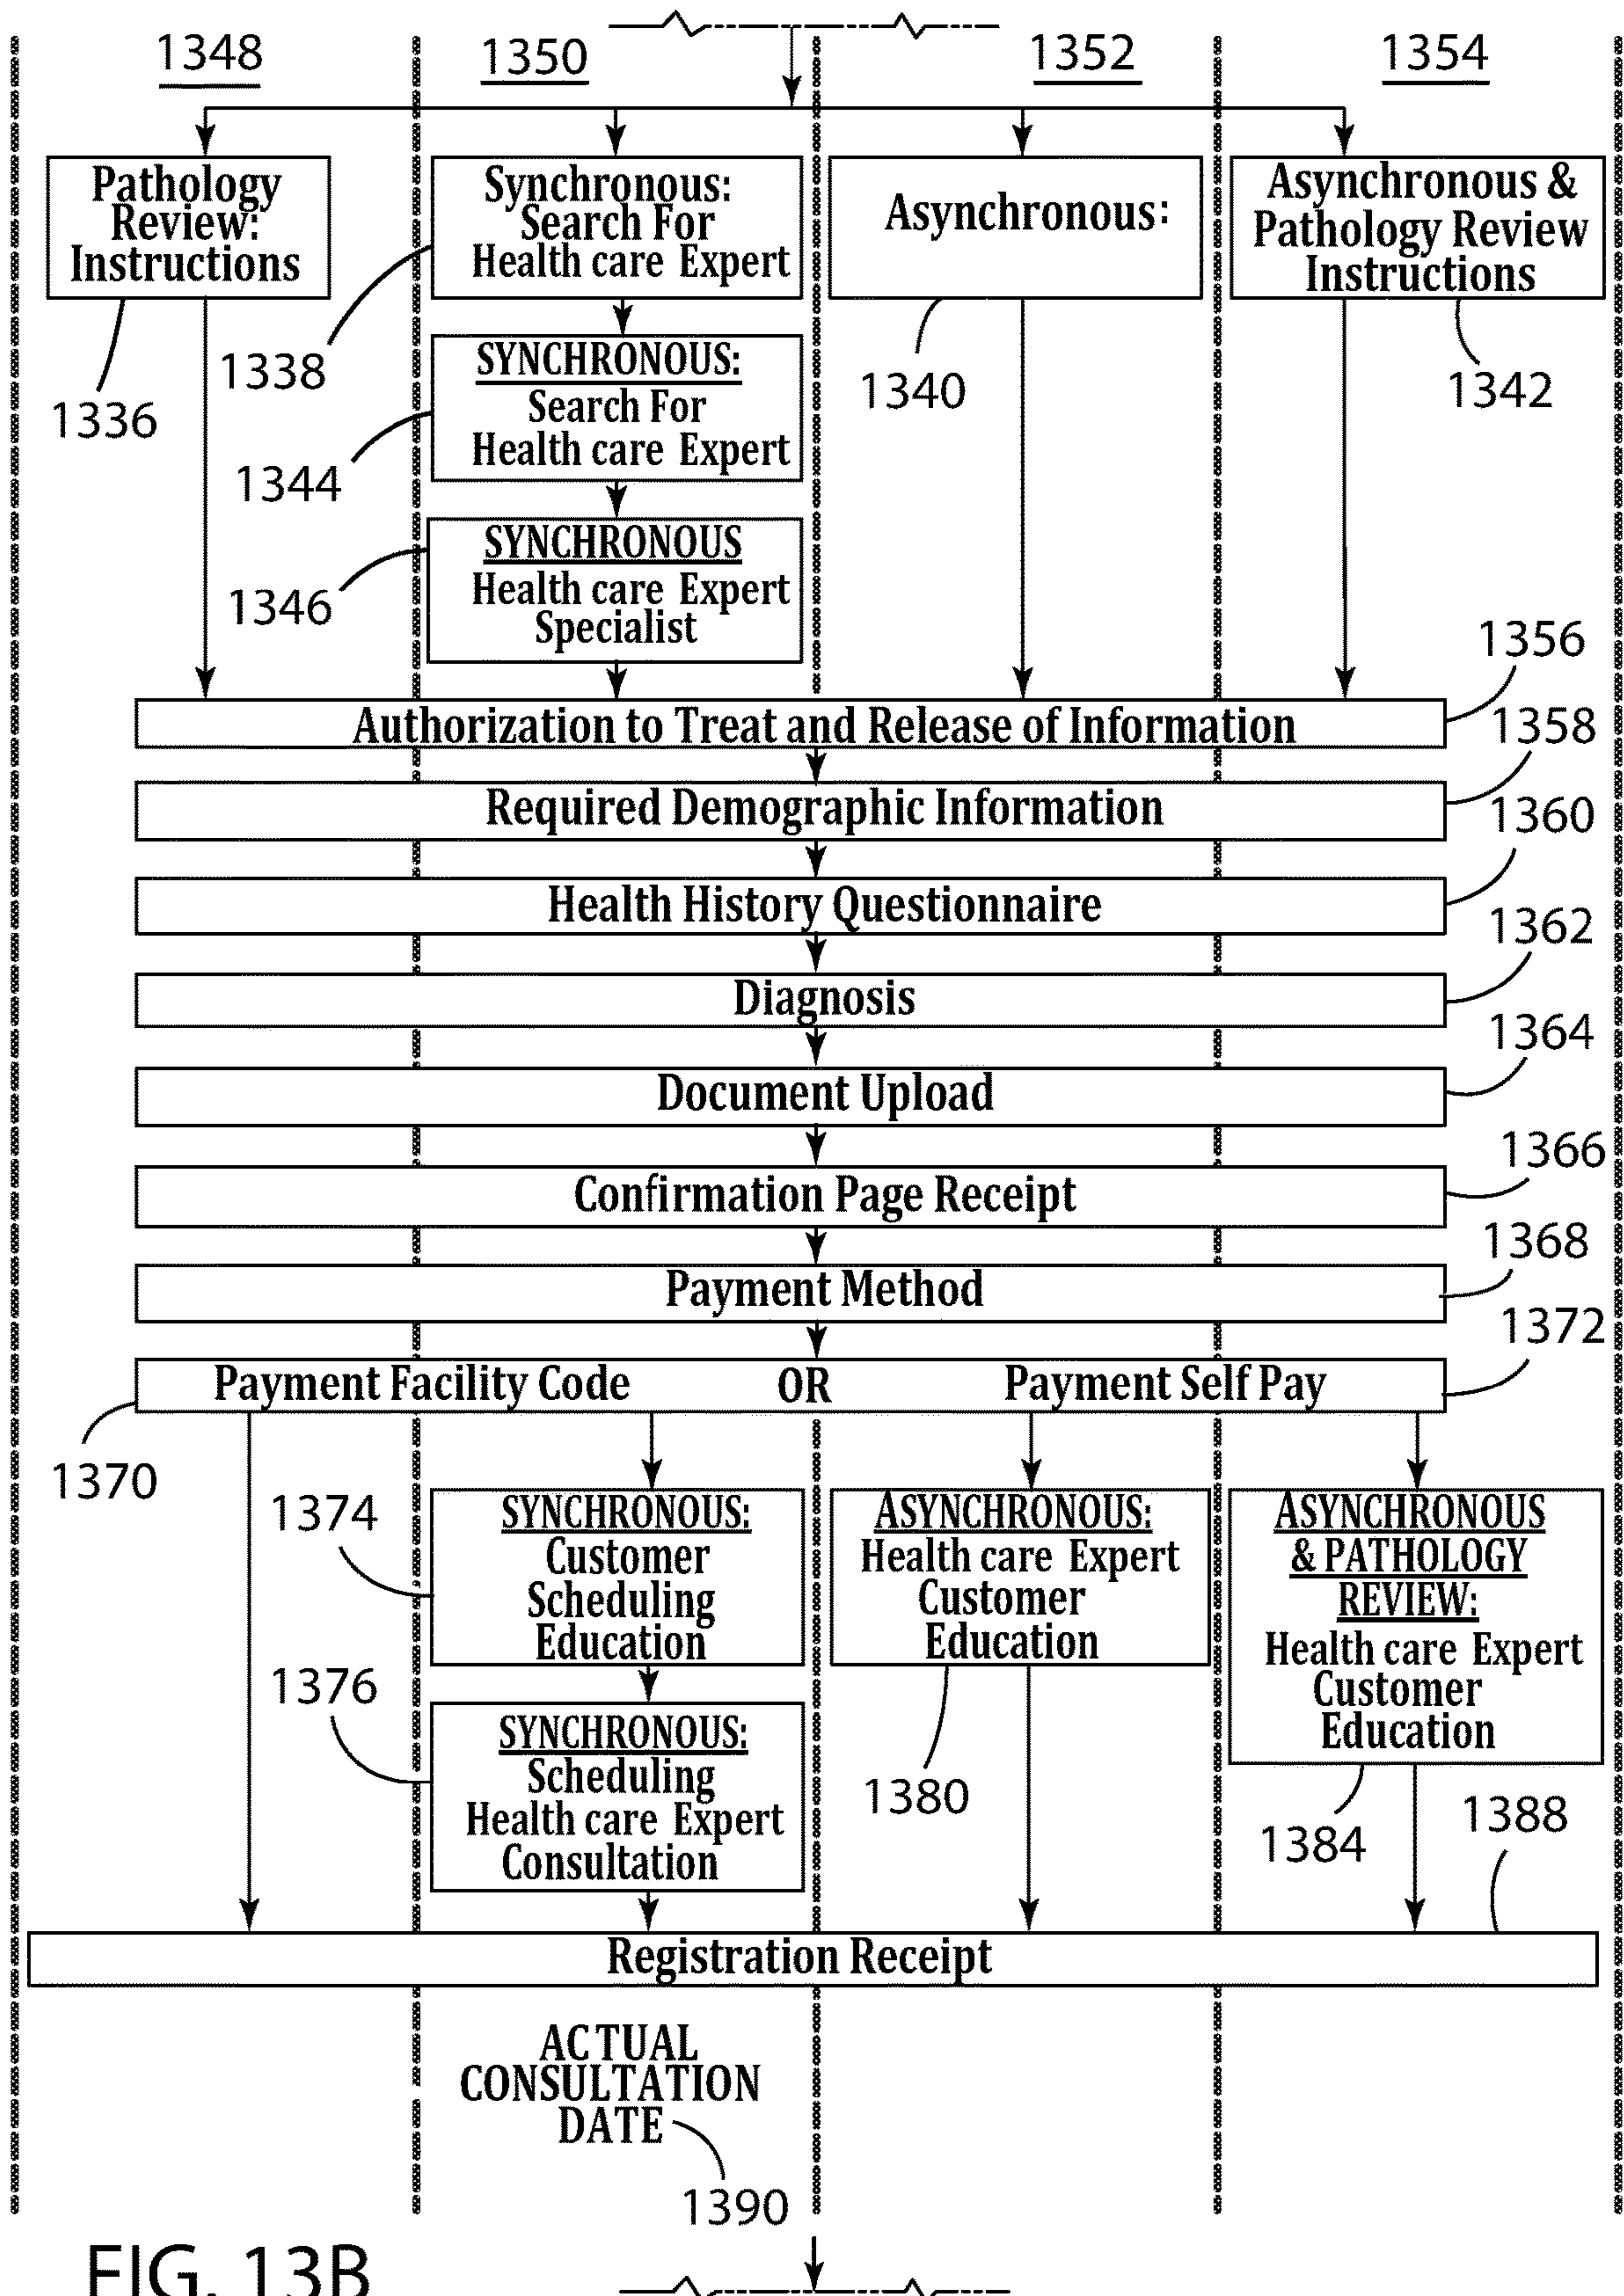 1348
1350
1352
1354
Pathology
Review:
Instructions
Synchronous:
Search For
Health care Expert
Asynchronous:
Asynchronous &
Pathology Review
Instructions
1336
1338
1340
1342
SYNCHRONOUS:
Search For
Health care Expert
1344
SYNCHRONOUS
Health care Expert
Specialist
1346
1356
Authorization to Treat and Release of Information
1358
Required Demographic Information
1360
Health History Questionnaire
1362
Diagnosis
1364
Document Upload
1366
Confirmation Page Receipt
1368
Payment Method
1372
Payment Facility Code OR Payment Self Pay
1370
1374
SYNCHRONOUS:
Customer
Scheduling
Education
ASYNCHRONOUS:
Health care Expert
Customer
Education
ASYNCHRONOUS
& PATHOLOGY
REVIEW:
Health care Expert
Customer
Education
1376
SYNCHRONOUS:
Scheduling
Health care Expert
Consultation
1380
1384
1388
Registration Receipt
ACTUAL
CONSULTATION
DATE
1390
FIG. 13B